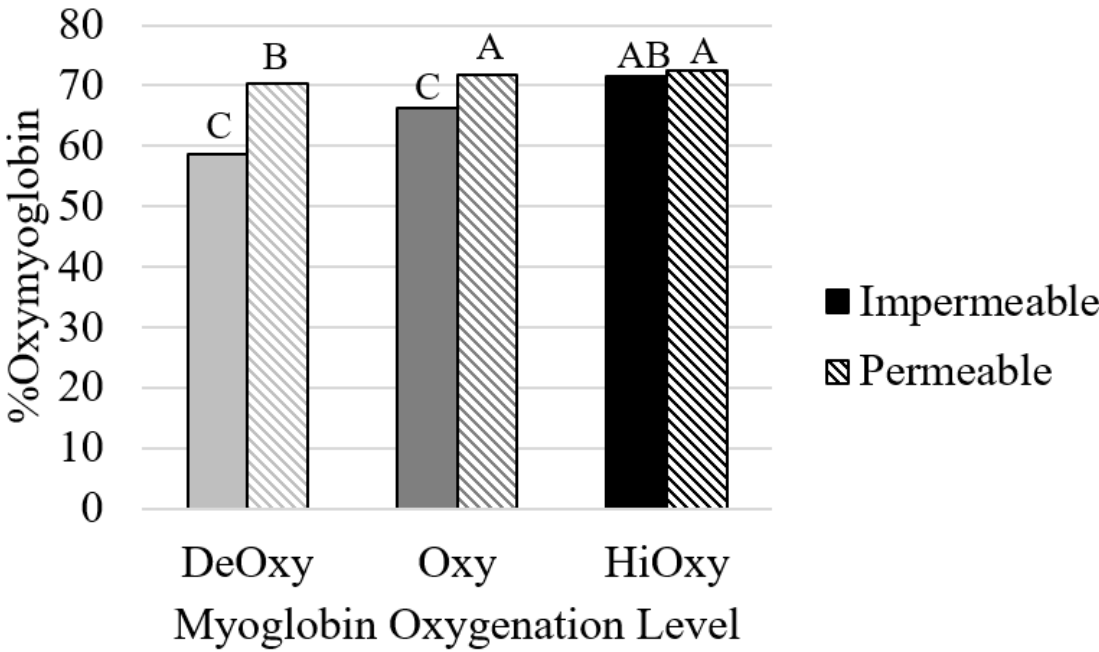 80
70
60
50
40
30
20
10
0
%Oxymyoglobin
C
B
C
A
AB
A
DeOxy
Oxy
HiOxy
Myoglobin Oxygenation Level
Impermeable
Permeable